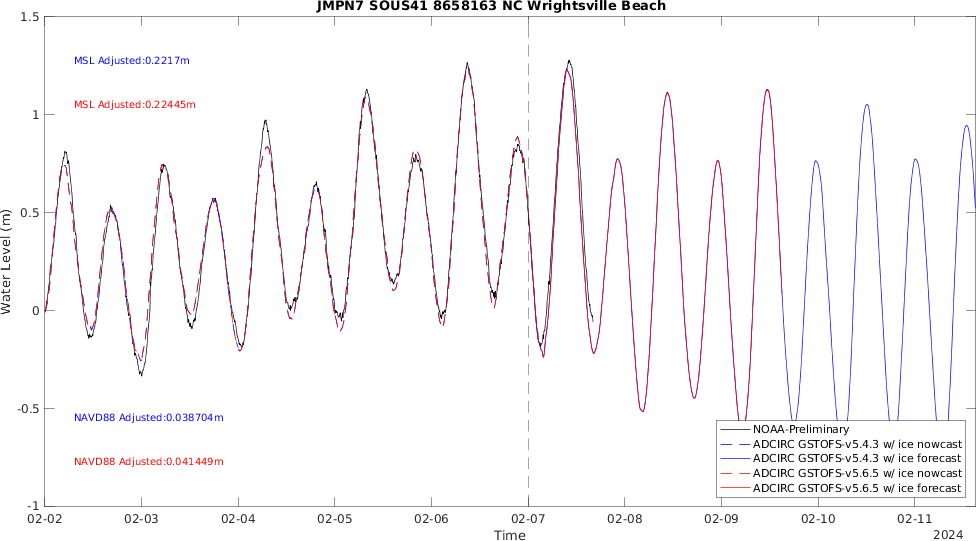 JMPN7 SOUS41 8658163 NC Wrightsville Beach
1.5
MSL Adjusted:0.2217m
MSL Adjusted:0.22445m
1
0.5
Water Level (m)
0
-0.5
NAVD88 Adjusted:0.038704m
NAVD88 Adjusted:0.041449m
NOAA-Preliminary
ADCIRC GSTOFS-v5.4.3 w/ ice nowcast
ADCIRC GSTOFS-v5.4.3 w/ ice forecast
ADCIRC GSTOFS-v5.6.5 w/ ice nowcast
ADCIRC GSTOFS-v5.6.5 w/ ice forecast
-1
02-02 02-03 02-04 02-05 02-06 02-07 02-08 02-09 02-10 02-11
Time
2024